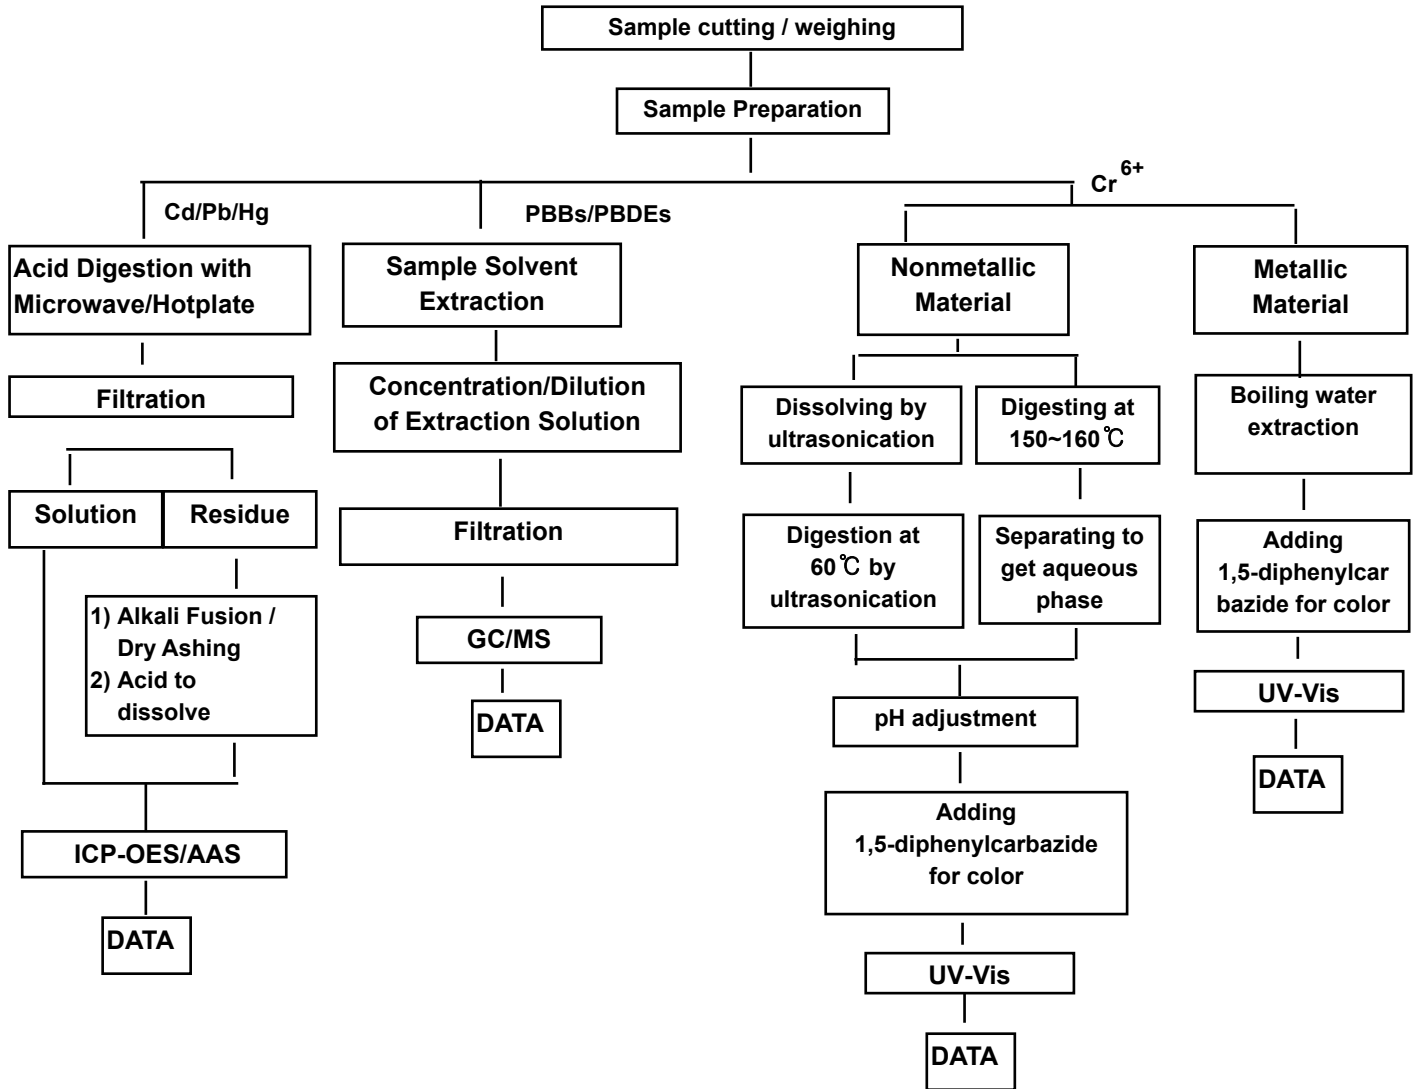 Sample cutting / weighing
Sample Preparation
Cd/Pb/Hg
PBBs/PBDEs
Cr 6+
Acid Digestion with
Microwave/Hotplate
Filtration
Solution
Residue
1) Alkali Fusion /
Dry Ashing
2) Acid to
dissolve
ICP-OES/AAS
DATA
Sample Solvent
Extraction
Concentration/Dilution
of Extraction Solution
Filtration
GC/MS
DATA
Nonmetallic
Material
Dissolving by
ultrasonication
Digestion at
60℃ by
ultrasonication
Digesting at
150~160℃
Separating to
get aqueous
phase
pH adjustment
Adding
1,5-diphenylcarbazide
for color
UV-Vis
DATA
Metallic
Material
Boiling water
extraction
Adding
1,5-diphenylcar
bazide for color
UV-Vis
DATA